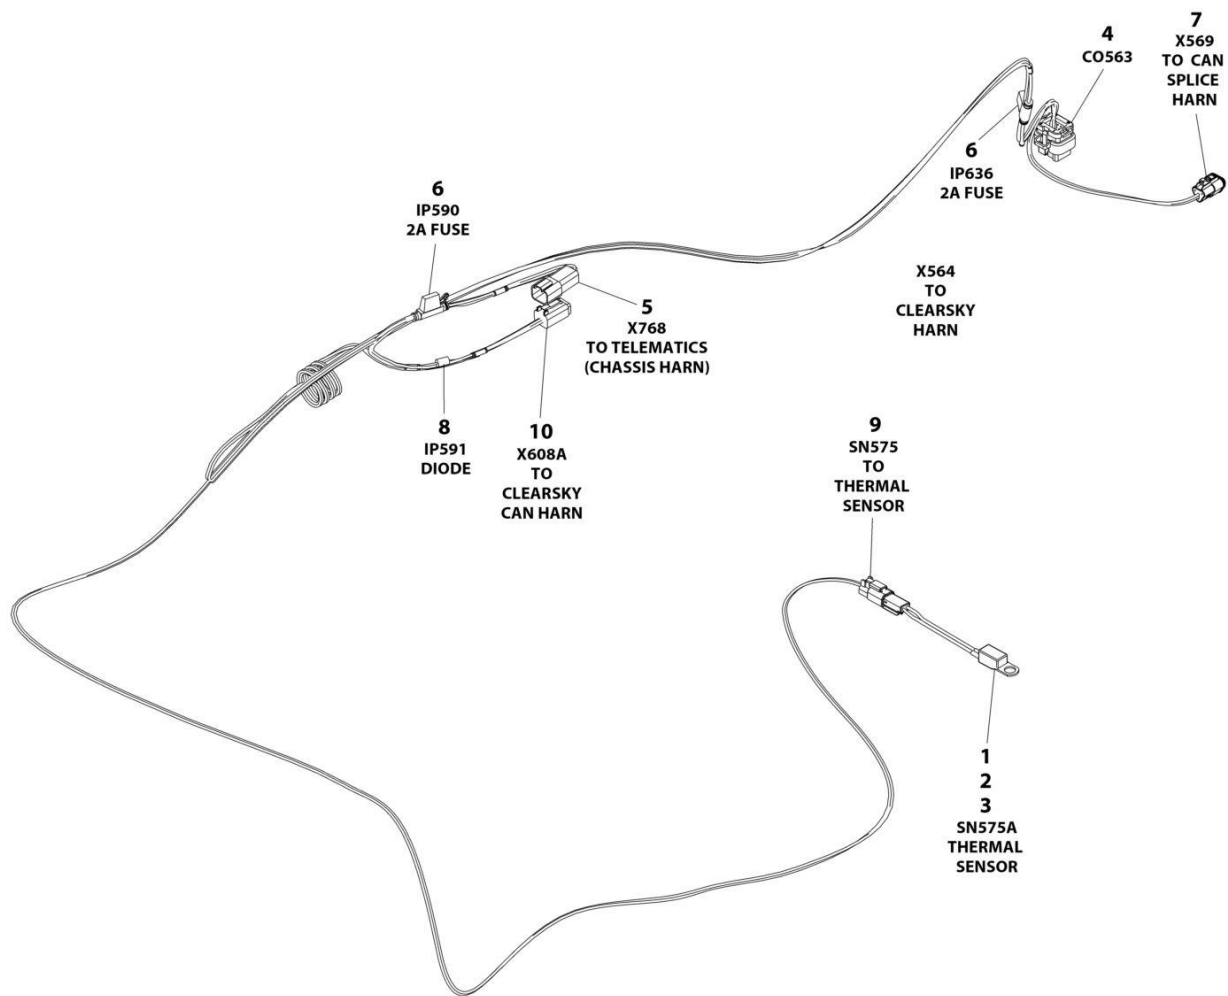 7
X569
TO CAN
SPLICE
HARN
4
CO563
6
IP636
2A FUSE
6
IP590
2A FUSE
X564
TO
CLEARSKY
HARN
5
X768
TO TELEMATICS
(CHASSIS HARN)
8
IP591
DIODE
10
X608A
TO
CLEARSKY
CAN HARN
9
SN575
TO
THERMAL
SENSOR
1
2
3
SN575A
THERMAL
SENSOR